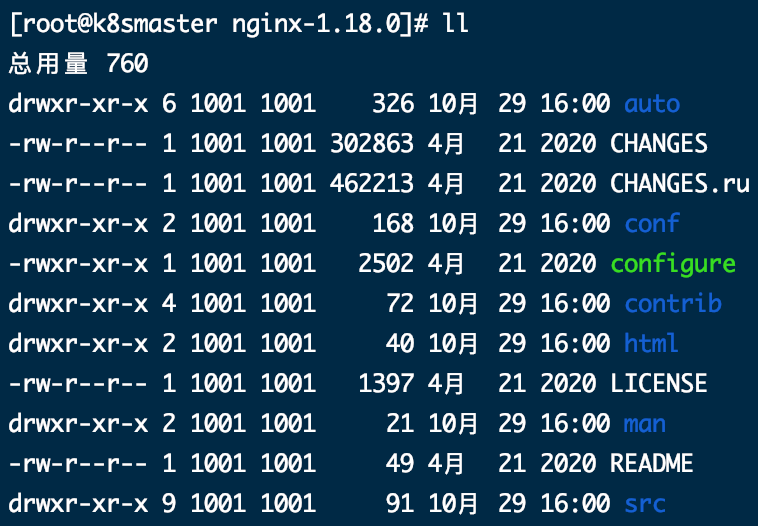 [root@k8smaster nginx-1.18.0]# ll
总用量 760
drwxr-xr-x 6 1001 1001    326 10月 29 16:00 auto
-rw-r--r-- 1 1001 1001 302863 4月  21 2020 CHANGES
-rw-r--r-- 1 1001 1001 462213 4月  21 2020 CHANGES.ru
drwxr-xr-x 2 1001 1001    168 10月 29 16:00 conf
-rwxr-xr-x 1 1001 1001   2502 4月  21 2020 configure
drwxr-xr-x 4 1001 1001     72 10月 29 16:00 contrib
drwxr-xr-x 2 1001 1001     40 10月 29 16:00 html
-rw-r--r-- 1 1001 1001   1397 4月  21 2020 LICENSE
drwxr-xr-x 2 1001 1001     21 10月 29 16:00 man
-rw-r--r-- 1 1001 1001     49 4月  21 2020 README
drwxr-xr-x 9 1001 1001     91 10月 29 16:00 src